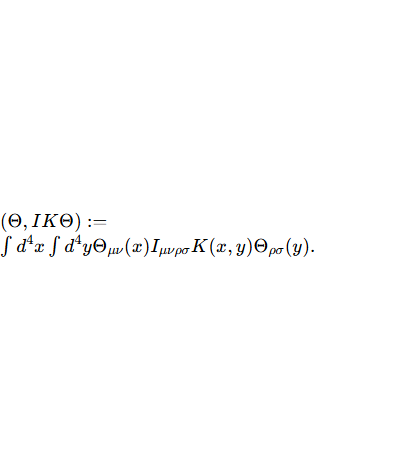 (Θ, IKΘ) :=
∫ d⁴x ∫ d⁴yΘ_{μν}(x)I_{μνρσ}K(x, y)Θ_{ρσ}(y).